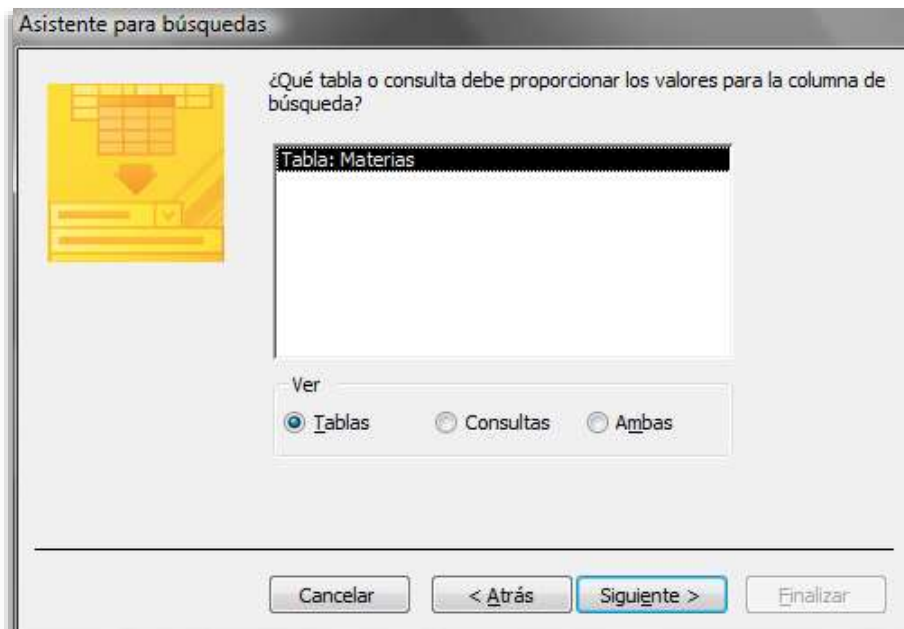 Asistente para búsquedas
¿Qué tabla o consulta debe proporcionar los valores para la columna de
búsqueda?
Tabla: Materias
Ver
Tablas
Consultas
Ambas
Cancelar
< Atrás
Siguiente >
Finalizar